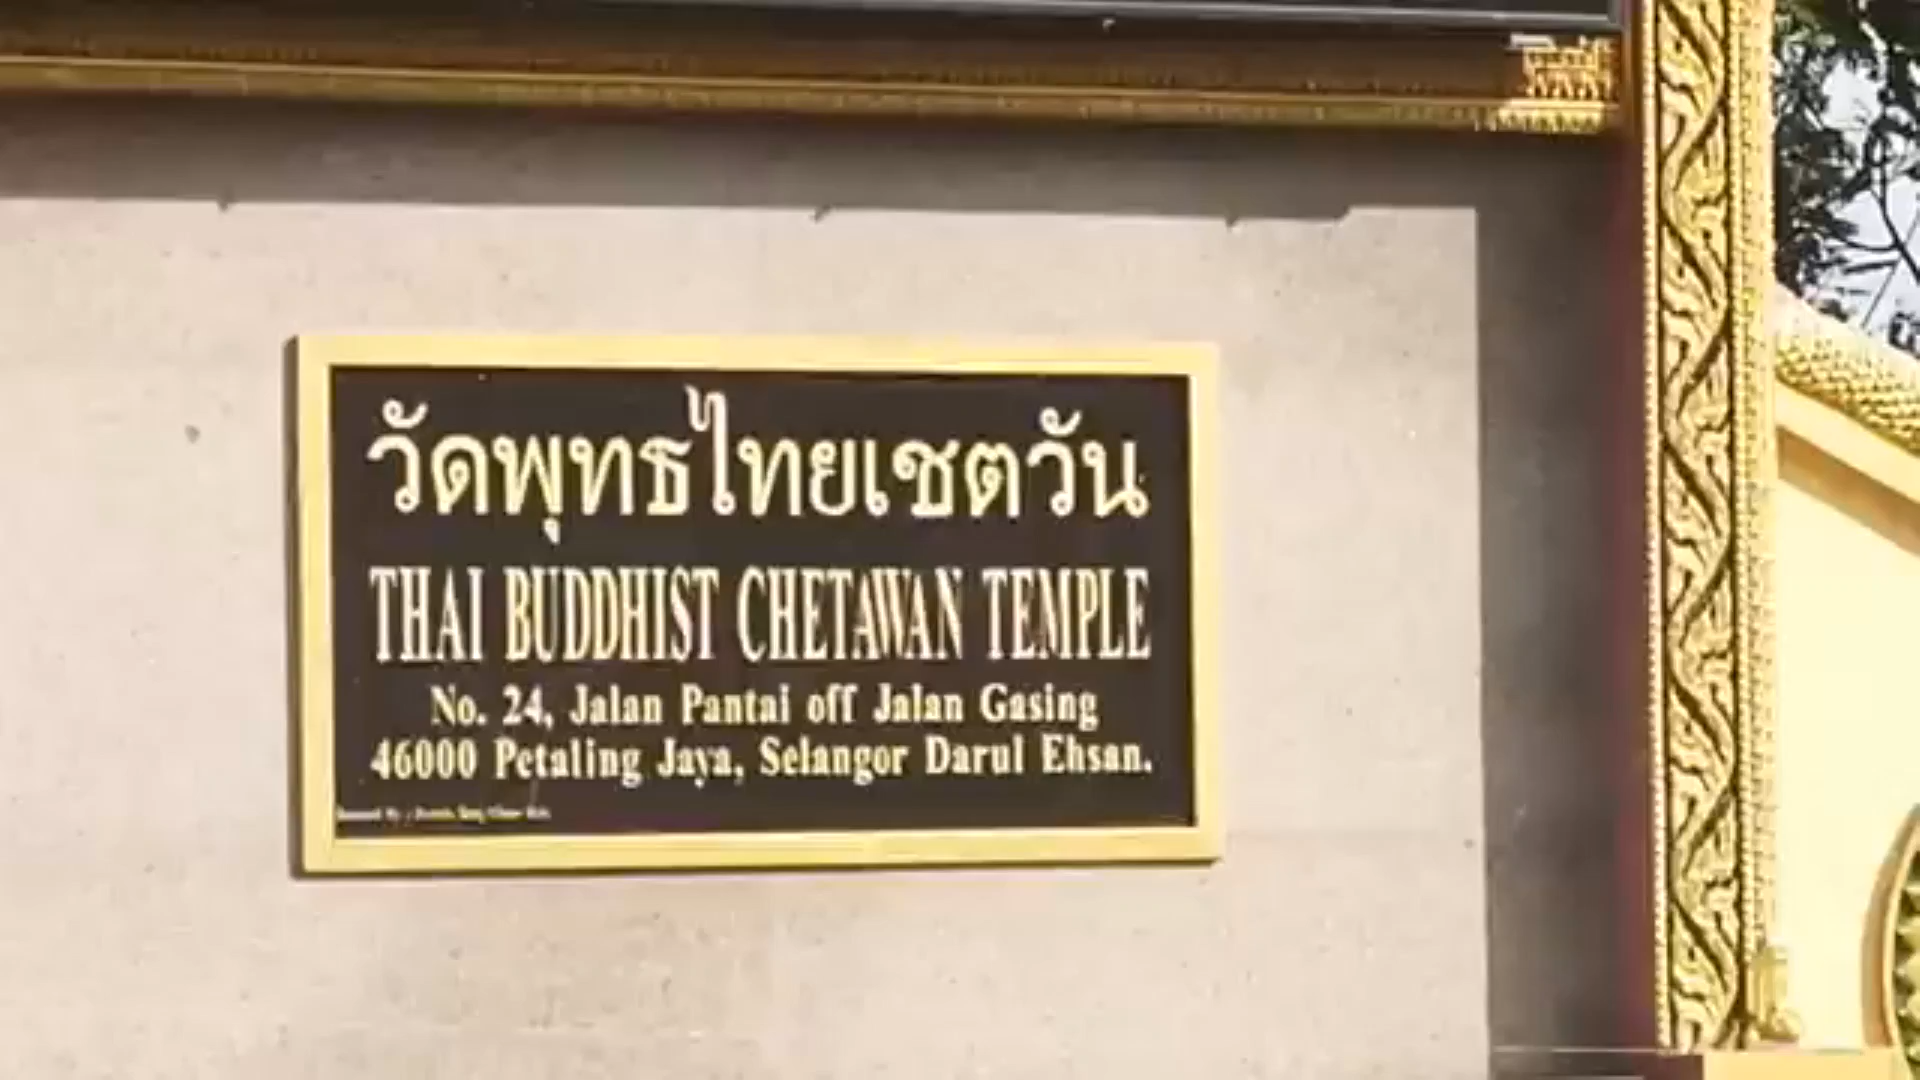 วัดพุทธไทยเชตวัน
THAI BUDDHIST CHETAWAN TEMPLE
No. 24, Jalan Pantai off Jalan Gasing
46000 Petaling Jaya, Selangor Darul Ehsan.